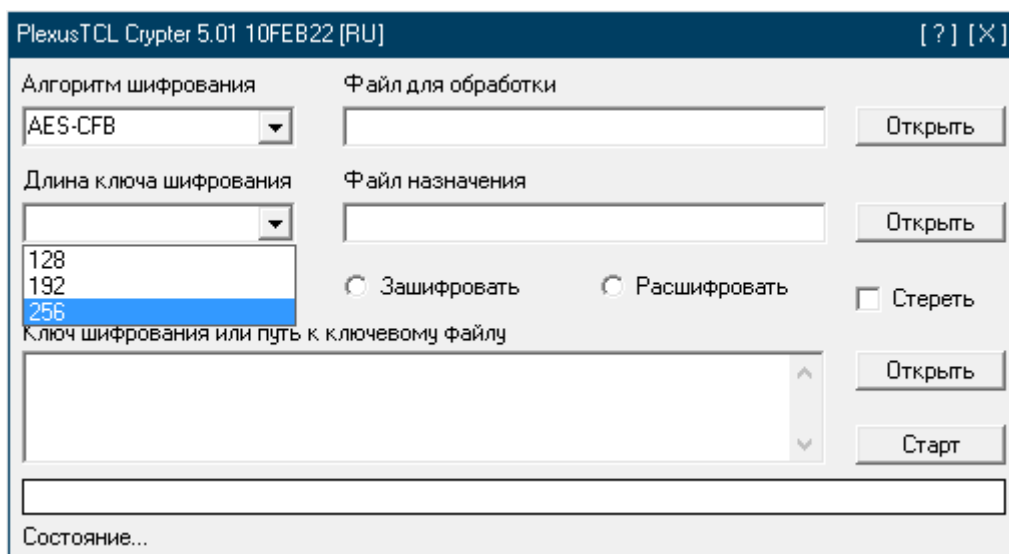 PlexusTCL Crypter 5.01 10FEB22 [RU] [ ? ] [X]
Алгоритм шифрования Файл для обработки
AES-CFB Открыть
Длина ключа шифрования Файл назначения
Открыть
128
192 Зашифровать Расшифровать Стереть
256
Ключ шифрования или путь к ключевому файлу
Открыть
Старт
Состояние...